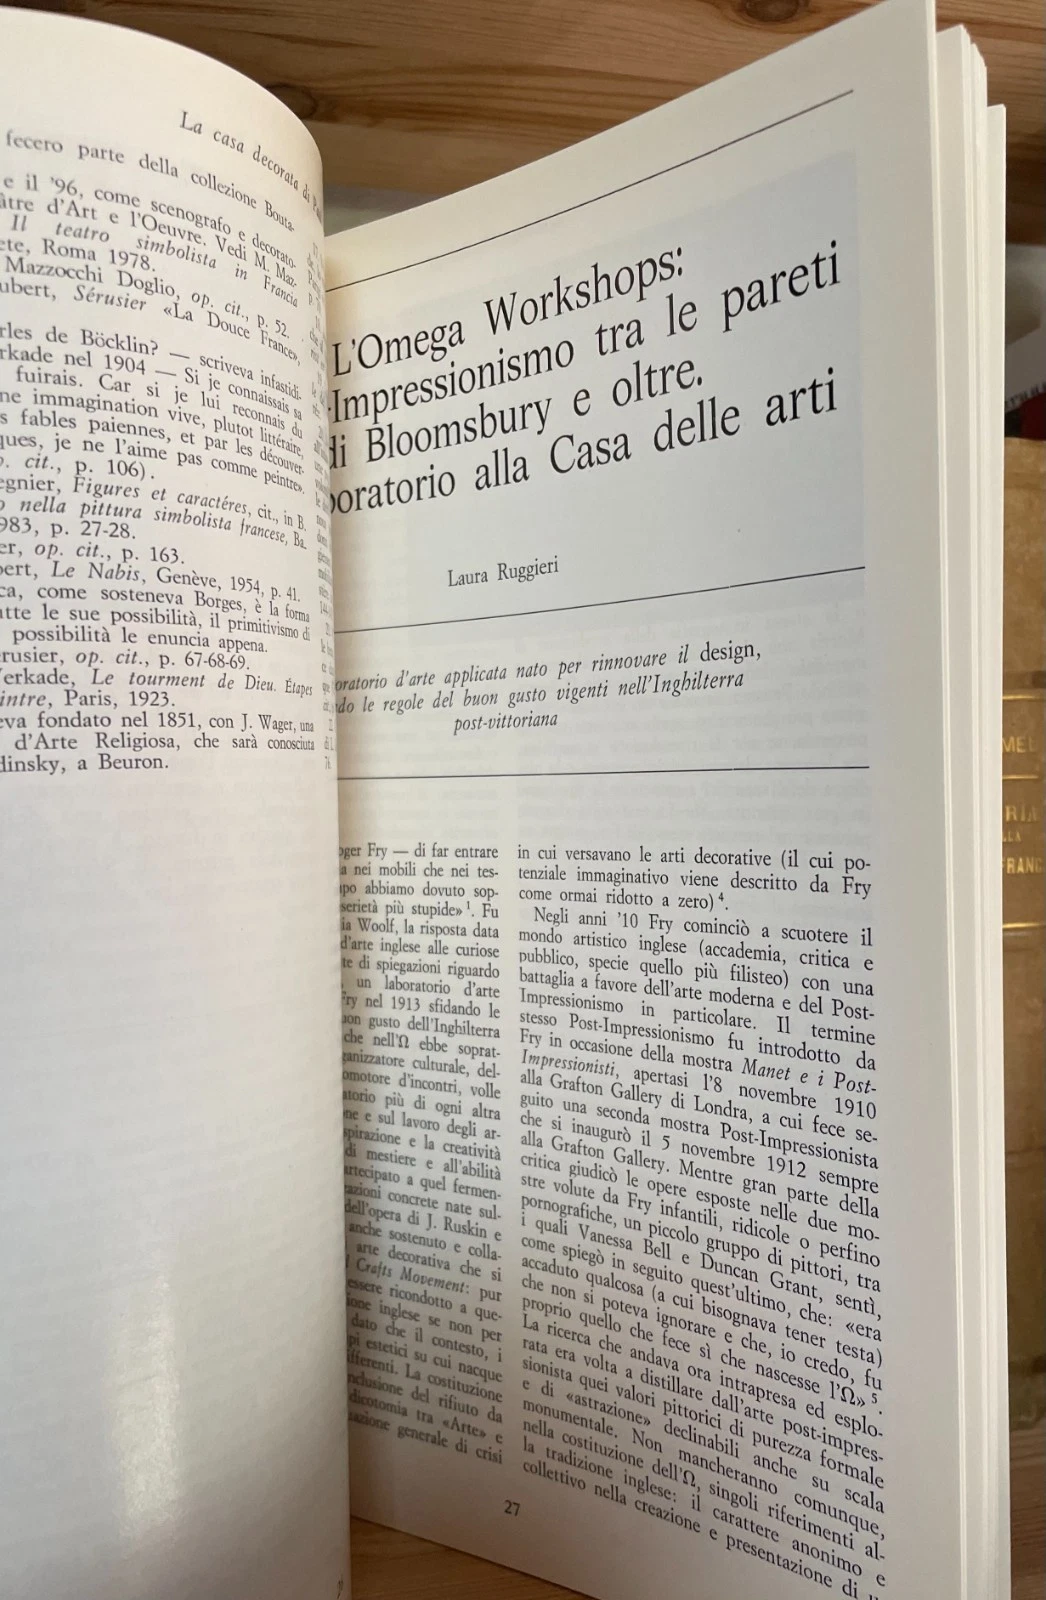 La casa decorata di
fecero parte della collezione Bouta-
e il '96, come scenografo e decorato-
âtre d'Art e l'Oeuvre. Vedi M. Maz-
Il teatro simbolista in Francia
ete, Roma 1978.
Mazzocchi Doglio, op. cit., p. 52.
ubert, Sérusier «La Douce France»,
rles de Böcklin? — scriveva infastidi-
rkade nel 1904 — Si je connaissais sa
fuirais. Car si je lui reconnais du
ne immagination vive, plutot littéraire,
s fables paiennes, et par les découver-
ques, je ne l'aime pas comme peintre».
p. cit., p. 106).
egnier, Figures et caractéres, cit., in B.
o nella pittura simbolista francese, Ba-
983, p. 27-28.
er, op. cit., p. 163.
bert, Le Nabis, Genève, 1954, p. 41.
ca, come sosteneva Borges, è la forma
utte le sue possibilità, il primitivismo di
possibilità le enuncia appena.
rusier, op. cit., p. 67-68-69.
Verkade, Le tourment de Dieu. Étapes
intre, Paris, 1923.
eva fondato nel 1851, con J. Wager, una
d'Arte Religiosa, che sarà conosciuta
dinsky, a Beuron.
L'Omega Workshops:
-Impressionismo tra le pareti
di Bloomsbury e oltre.
boratorio alla Casa delle arti
Laura Ruggieri
oratorio d'arte applicata nato per rinnovare il design,
ndo le regole del buon gusto vigenti nell'Inghilterra
post-vittoriana
oger Fry — di far entrare
a nei mobili che nei tes-
po abbiamo dovuto sop-
serietà più stupide» 1. Fu
ia Woolf, la risposta data
d'arte inglese alle curiose
te di spiegazioni riguardo
un laboratorio d'arte
Fry nel 1913 sfidando le
uon gusto dell'Inghilterra
che nell'Ω ebbe soprat-
ganizzatore culturale, del-
omotore d'incontri, volle
atorio più di ogni altra
ne e sul lavoro degli ar-
spirazione e la creatività
di mestiere e all'abilità
artecipato a quel fermen-
azioni concrete nate sul-
dell'opera di J. Ruskin e
anche sostenuto e colla-
arte decorativa che si
l Crafts Movement: pur
essere ricondotto a que-
ione inglese se non per
dato che il contesto, i
pi estetici su cui nacque
ifferenti. La costituzione
nclusione del rifiuto da
dicotomia tra «Arte» e
uazione generale di crisi
in cui versavano le arti decorative (il cui po-
tenziale immaginativo viene descritto da Fry
come ormai ridotto a zero) 4.
Negli anni '10 Fry cominciò a scuotere il
mondo artistico inglese (accademia, critica e
pubblico, specie quello più filisteo) con una
battaglia a favore dell'arte moderna e del Post-
Impressionismo in particolare. Il termine
stesso Post-Impressionismo fu introdotto da
Fry in occasione della mostra Manet e i Post-
Impressionisti, apertasi l'8 novembre 1910
alla Grafton Gallery di Londra, a cui fece se-
guito una seconda mostra Post-Impressionista
che si inaugurò il 5 novembre 1912 sempre
alla Grafton Gallery. Mentre gran parte della
critica giudicò le opere esposte nelle due mo-
stre volute da Fry infantili, ridicole o perfino
pornografiche, un piccolo gruppo di pittori, tra
i quali Vanessa Bell e Duncan Grant, sentì,
come spiegò in seguito quest'ultimo, che: «era
accaduto qualcosa (a cui bisognava tener testa)
che non si poteva ignorare e che, io credo, fu
proprio quello che fece sì che nascesse l'Ω» 5.
La ricerca che andava ora intrapresa ed esplo-
rata era volta a distillare dall'arte post-impres-
sionista quei valori pittorici di purezza formale
e di «astrazione» declinabili anche su scala
monumentale. Non mancheranno comunque,
nella costituzione dell'Ω, singoli riferimenti al-
la tradizione inglese: il carattere anonimo e
collettivo nella creazione e presentazione di
27